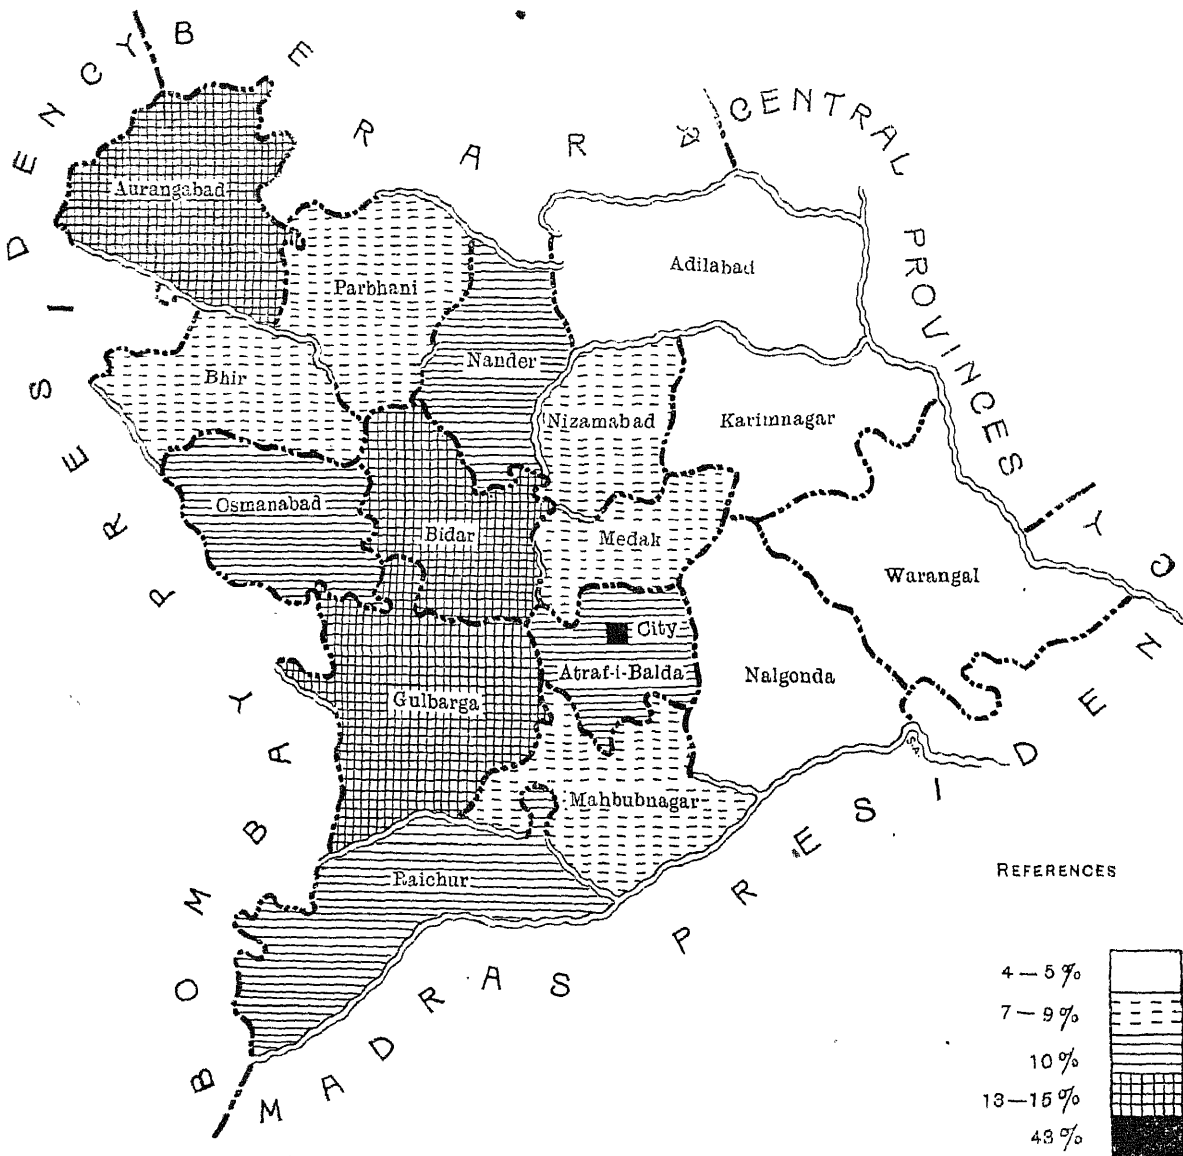 BOMBAY PRESIDENCY
BERAR
&
CENTRAL PROVINCES
MADRAS PRESIDENCY
Aurangabad
Parbhani
Adilabad
Nander
Bhir
Nizamabad
Karimnagar
Osmanabad
Bidar
Medak
Warangal
City
Atraf-i-Balda
Nalgonda
Gulbarga
Mahbubnagar
Raichur
REFERENCES
4–5%
7–9%
10%
13–15%
43%